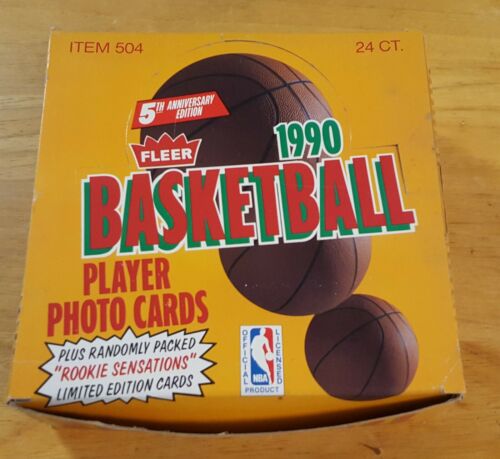 ITEM 504
24 CT.
5TH ANNIVERSARY
EDITION
FLEER
1990
BASKETBALL
PLAYER
PHOTO CARDS
PLUS RANDOMLY PACKED
"ROOKIE SENSATIONS"
LIMITED EDITION CARDS
OFFICIAL
LICENSED
NBA
PRODUCT